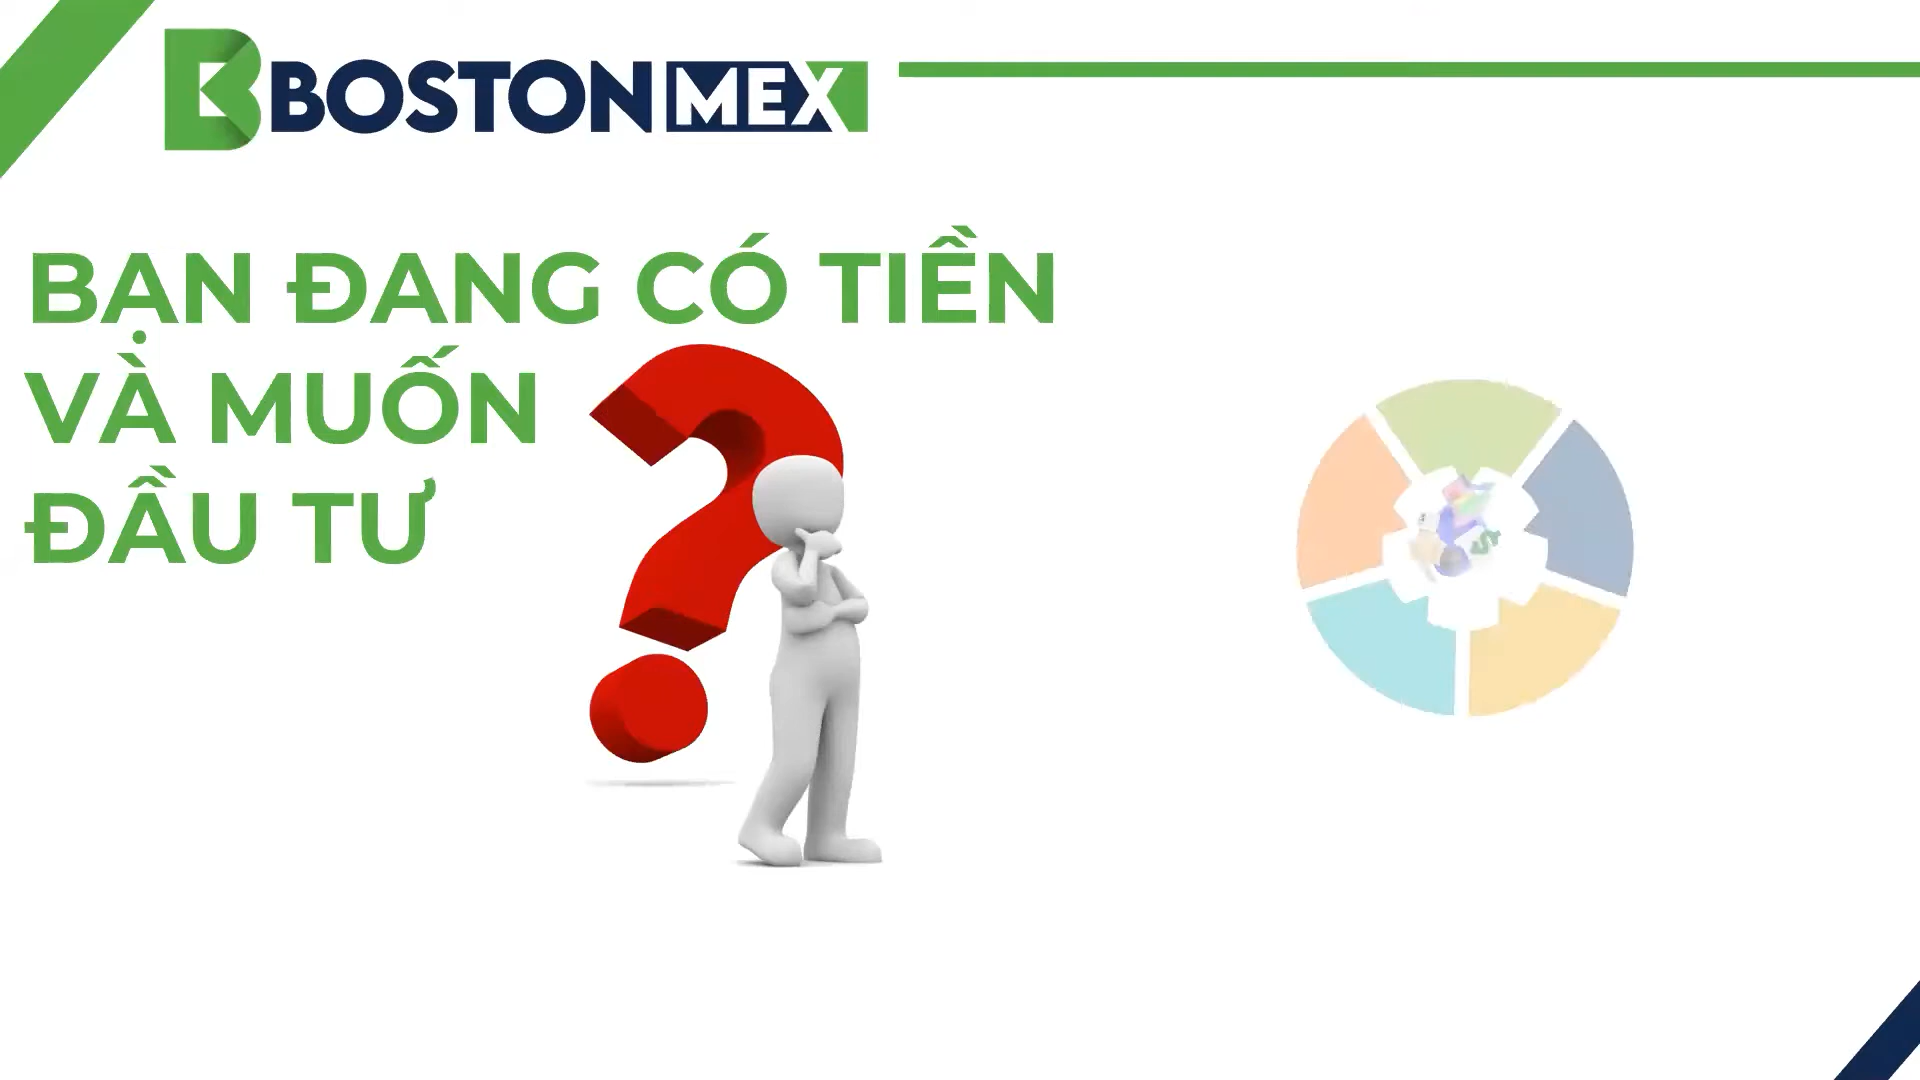 BOSTONMEX
BẠN ĐANG CÓ TIỀN
VÀ MUỐN
ĐẦU TƯ